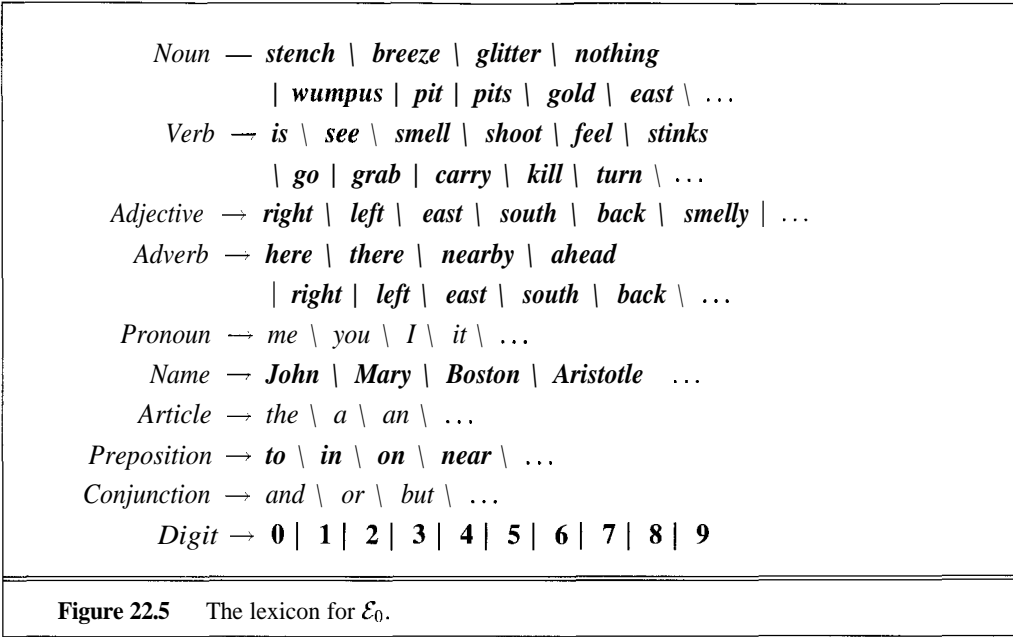 Noun — stench \ breeze \ glitter \ nothing
| wumpus | pit | pits \ gold \ east \ ...
Verb → is \ see \ smell \ shoot \ feel \ stinks
\ go | grab | carry \ kill \ turn \ ...
Adjective → right \ left \ east \ south \ back \ smelly | ...
Adverb → here \ there \ nearby \ ahead
| right | left \ east \ south \ back \ ...
Pronoun → me \ you \ I \ it \ ...
Name → John \ Mary \ Boston \ Aristotle ...
Article → the \ a \ an \ ...
Preposition → to \ in \ on \ near \ ...
Conjunction → and \ or \ but \ ...
Digit → 0 | 1 | 2 | 3 | 4 | 5 | 6 | 7 | 8 | 9
Figure 22.5 The lexicon for ℰ₀.